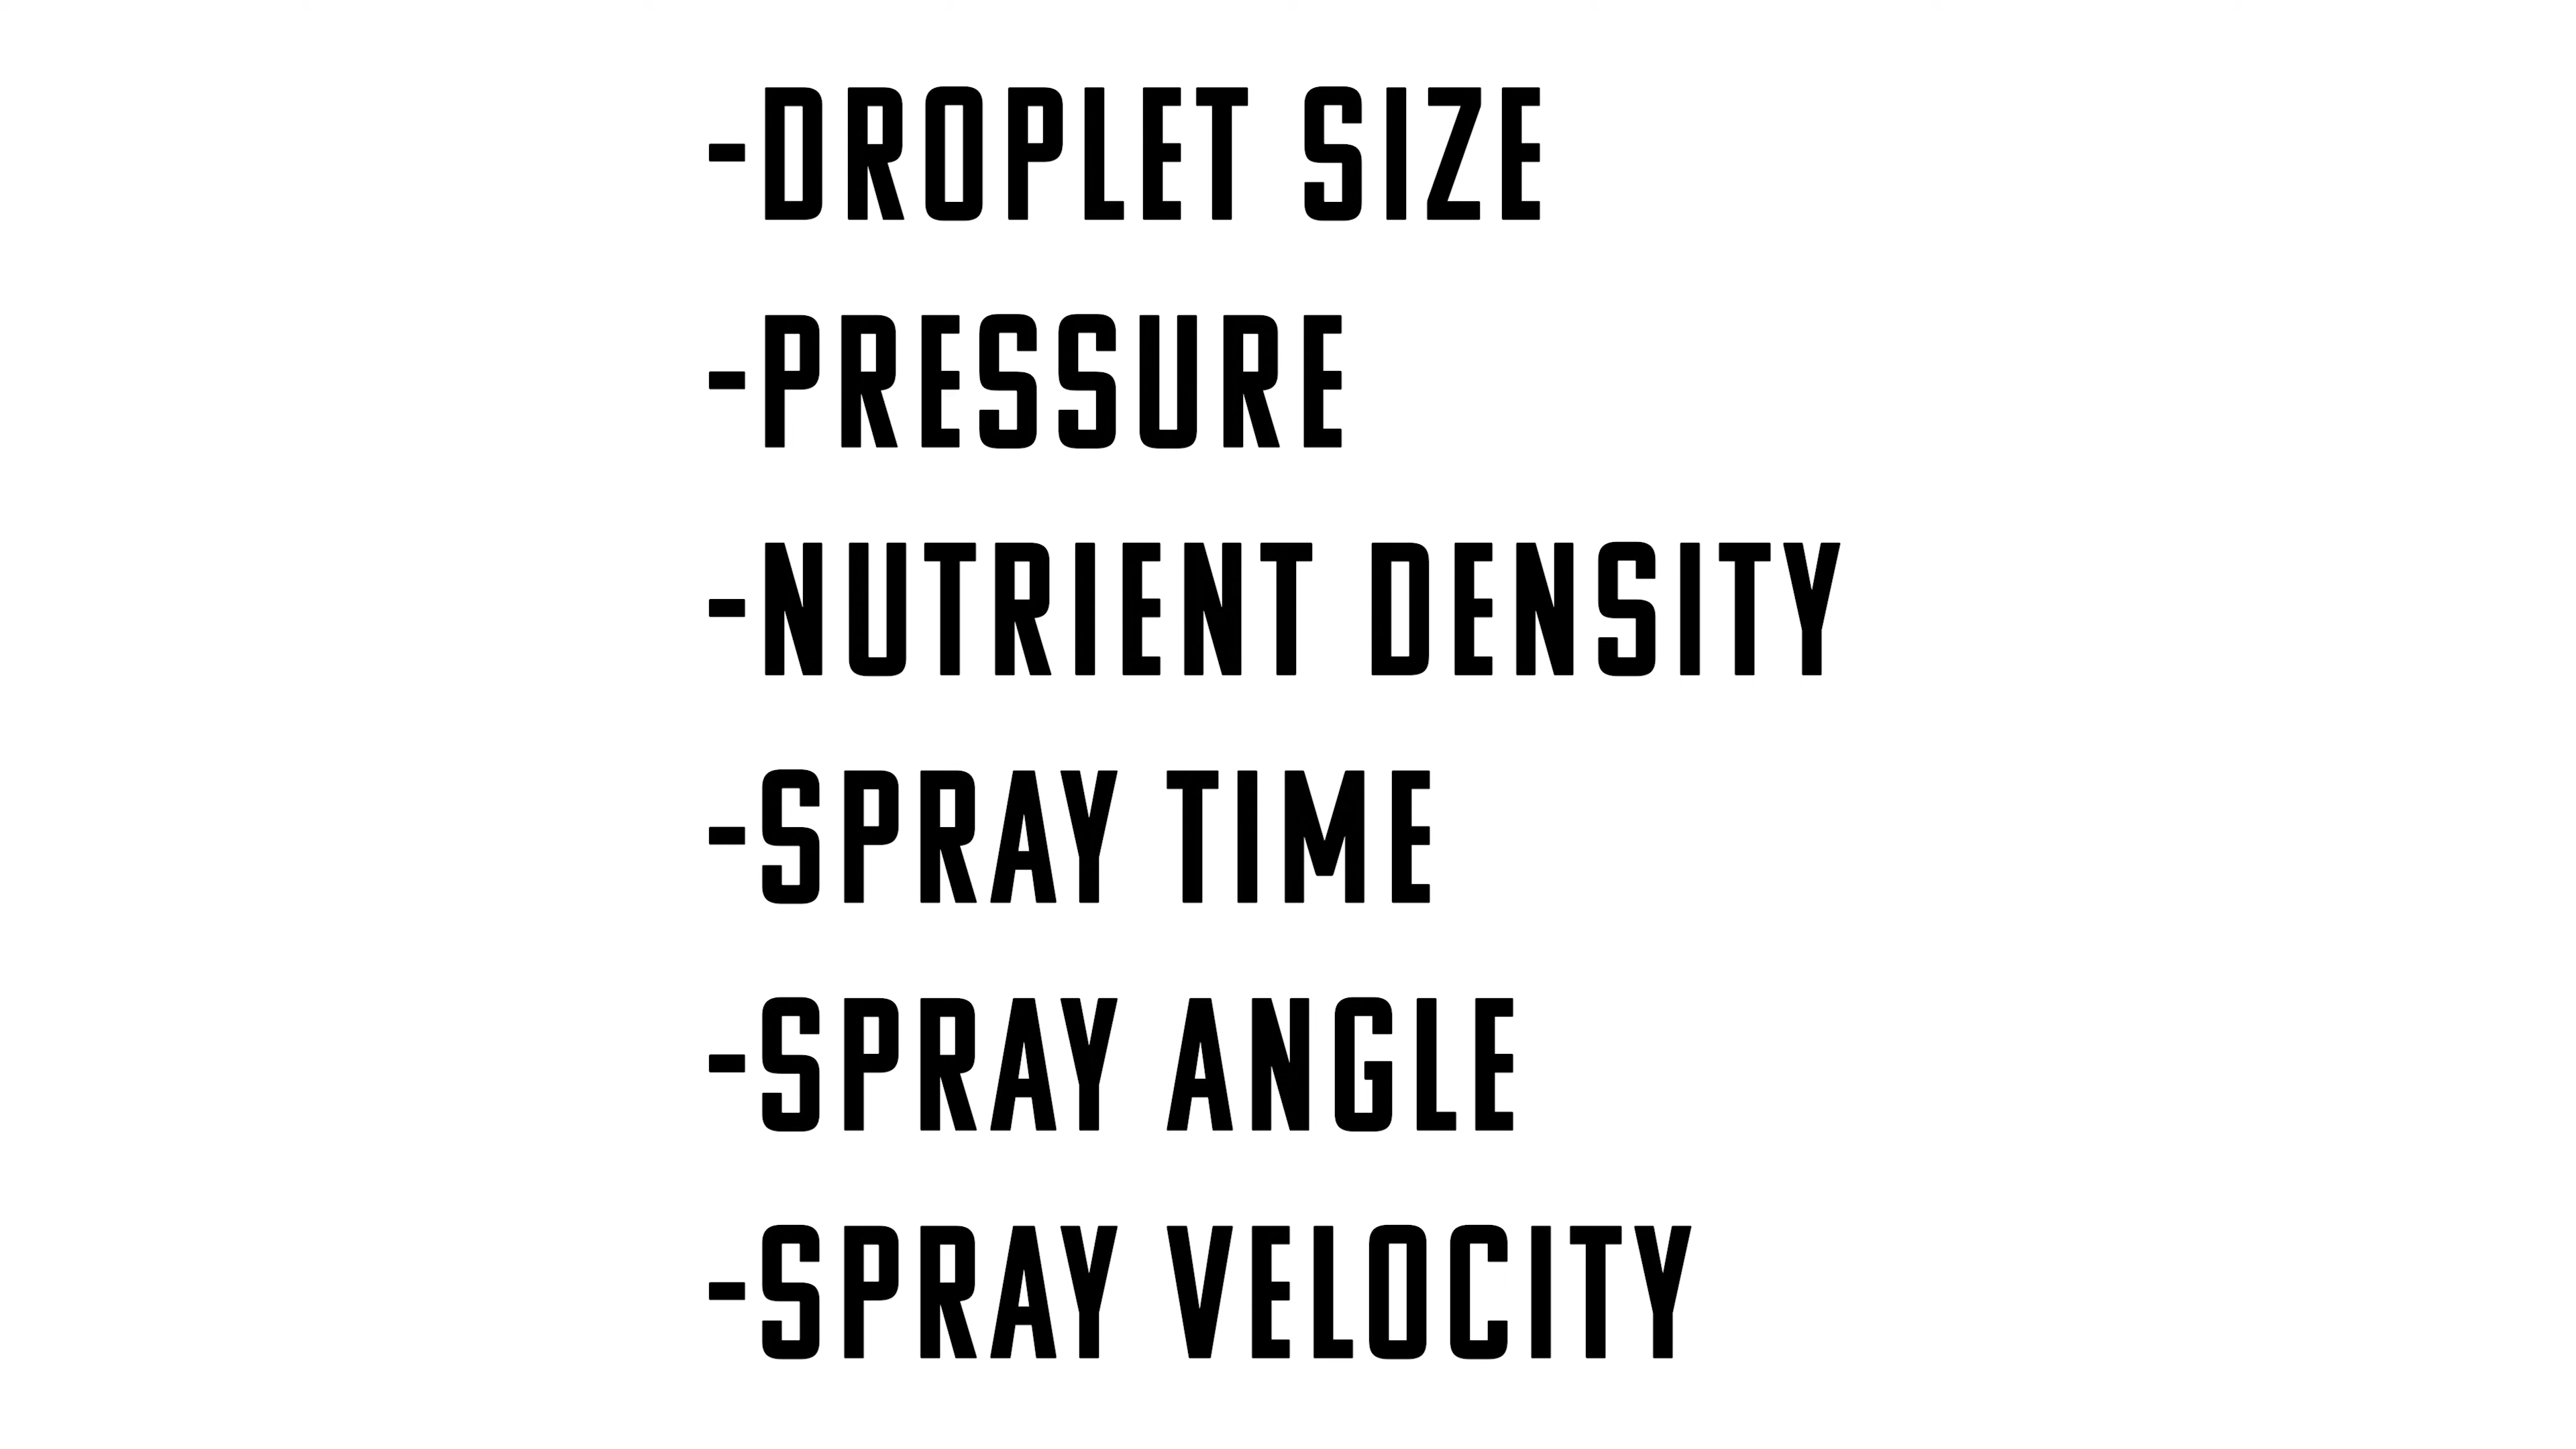 -DROPLET SIZE
-PRESSURE
-NUTRIENT DENSITY
-SPRAY TIME
-SPRAY ANGLE
-SPRAY VELOCITY